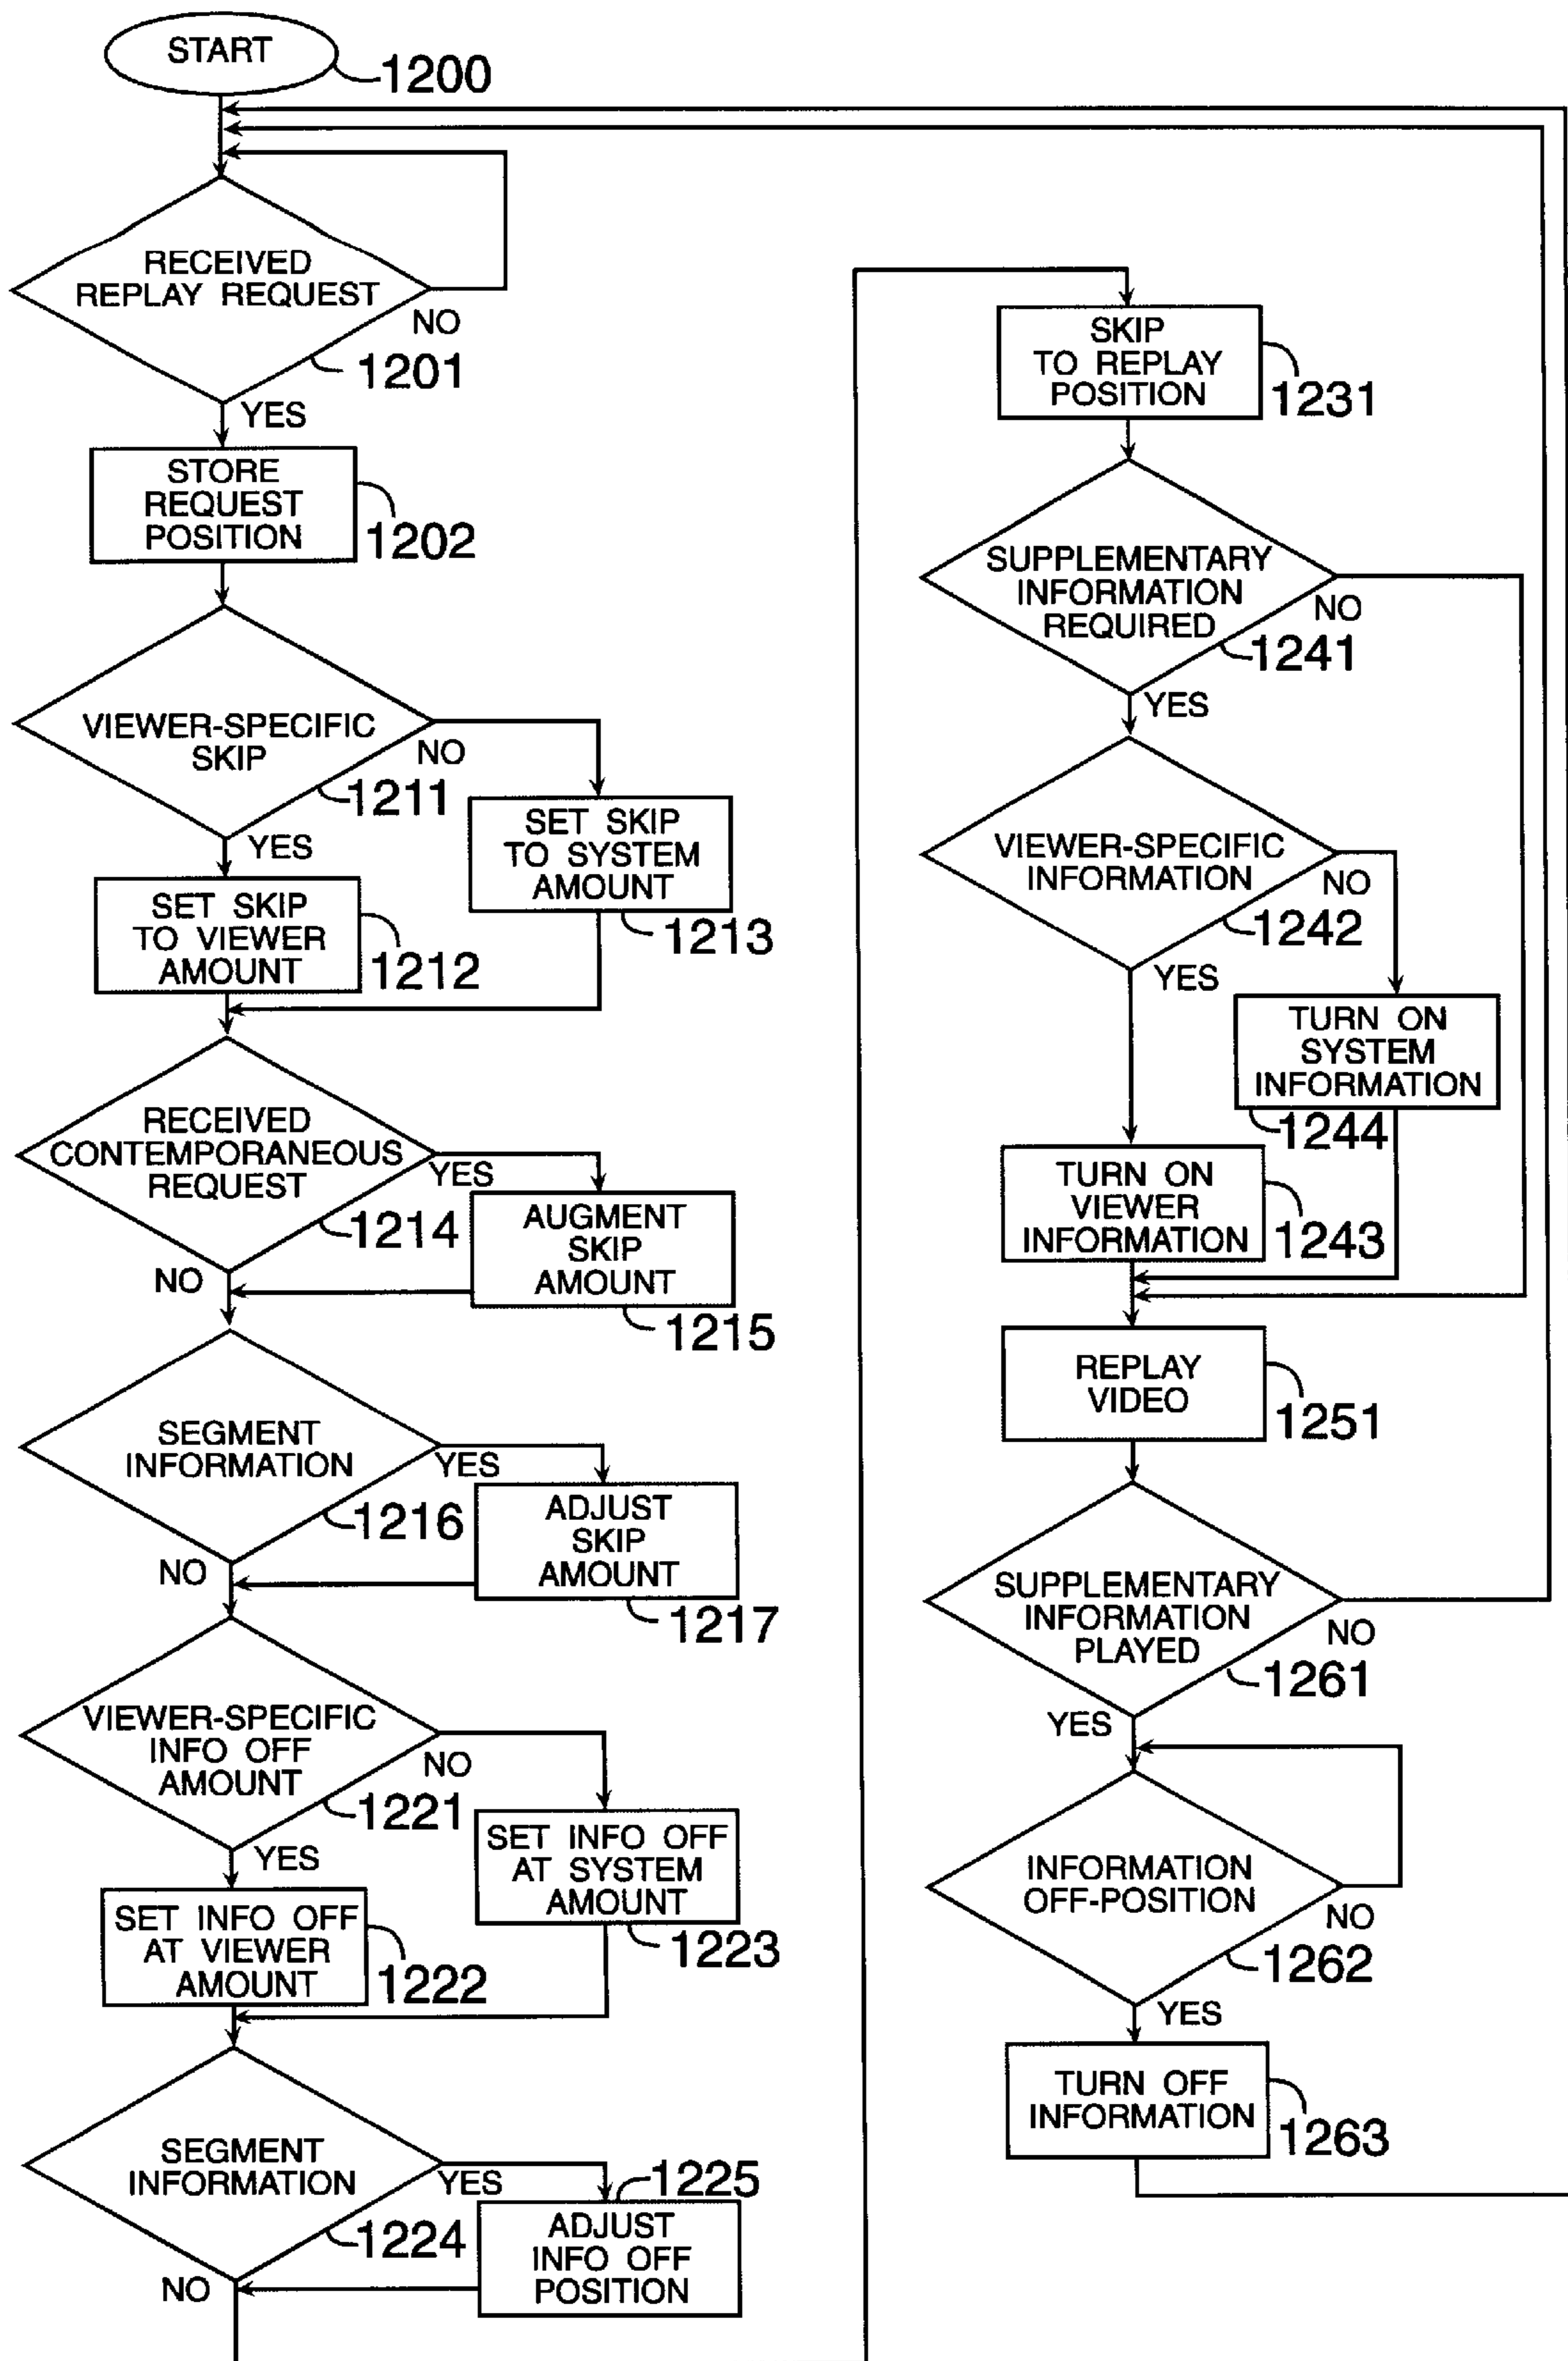 START
1200
RECEIVED
REPLAY REQUEST
NO
1201
YES
STORE
REQUEST
POSITION
1202
VIEWER-SPECIFIC
SKIP
NO
1211
YES
SET SKIP
TO SYSTEM
AMOUNT
1213
SET SKIP
TO VIEWER
AMOUNT
1212
RECEIVED
CONTEMPORANEOUS
REQUEST
YES
1214
NO
AUGMENT
SKIP
AMOUNT
1215
SEGMENT
INFORMATION
YES
1216
NO
ADJUST
SKIP
AMOUNT
1217
VIEWER-SPECIFIC
INFO OFF
AMOUNT
NO
1221
YES
SET INFO OFF
AT SYSTEM
AMOUNT
1223
SET INFO OFF
AT VIEWER
AMOUNT
1222
SEGMENT
INFORMATION
YES
1224
NO
1225
ADJUST
INFO OFF
POSITION
SKIP
TO REPLAY
POSITION
1231
SUPPLEMENTARY
INFORMATION
REQUIRED
NO
1241
YES
VIEWER-SPECIFIC
INFORMATION
NO
1242
YES
TURN ON
SYSTEM
INFORMATION
1244
TURN ON
VIEWER
INFORMATION
1243
REPLAY
VIDEO
1251
SUPPLEMENTARY
INFORMATION
PLAYED
NO
1261
YES
INFORMATION
OFF-POSITION
NO
1262
YES
TURN OFF
INFORMATION
1263